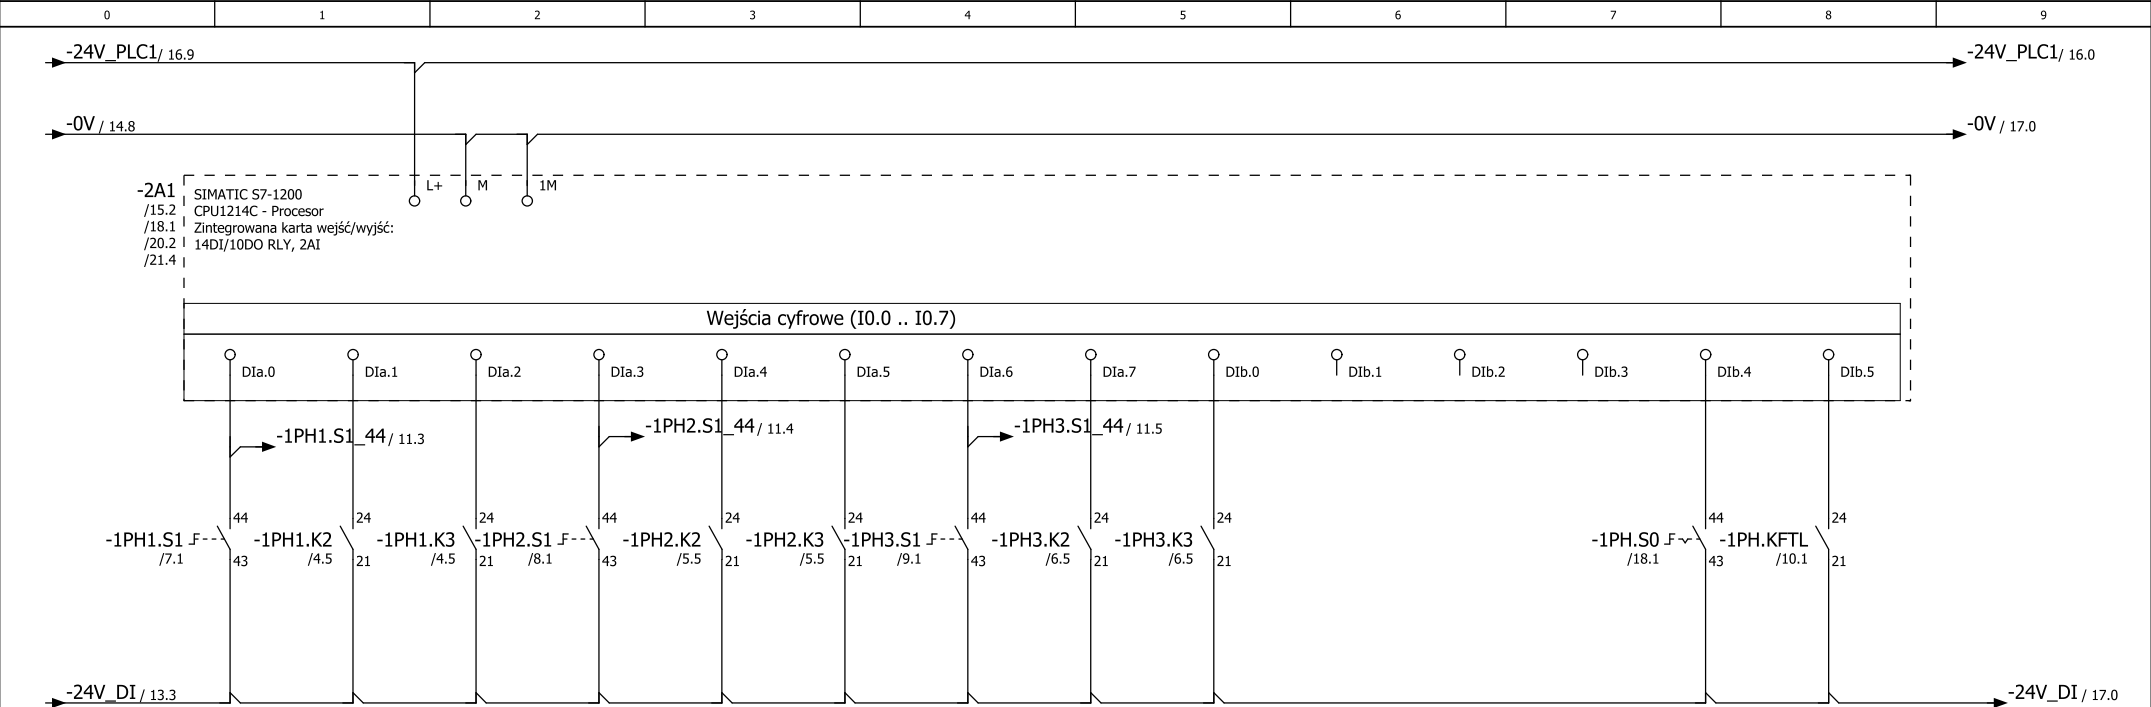 0 1 2 3 4 5 6 7 8 9
-24V_PLC1/ 16.9 -24V_PLC1/ 16.0
-0V / 14.8 -0V / 17.0
L+ M 1M
-2A1 SIMATIC S7-1200
/15.2 CPU1214C - Procesor
/18.1 Zintegrowana karta wejść/wyjść:
/20.2 14DI/10DO RLY, 2AI
/21.4
Wejścia cyfrowe (I0.0 .. I0.7)
DIa.0 DIa.1 DIa.2 DIa.3 DIa.4 DIa.5 DIa.6 DIa.7 DIb.0 DIb.1 DIb.2 DIb.3 DIb.4 DIb.5
-1PH1.S1_44/ 11.3 -1PH2.S1_44/ 11.4 -1PH3.S1_44/ 11.5
44 24 24 44 24 24 44 24 24 44 24
-1PH1.S1 -1PH1.K2 -1PH1.K3 -1PH2.S1 -1PH2.K2 -1PH2.K3 -1PH3.S1 -1PH3.K2 -1PH3.K3 -1PH.S0 -1PH.KFTL
/7.1 43 /4.5 21 /4.5 21 /8.1 43 /5.5 21 /5.5 21 /9.1 43 /6.5 21 /6.5 21 /18.1 43 /10.1 21
-24V_DI / 13.3 -24V_DI / 17.0